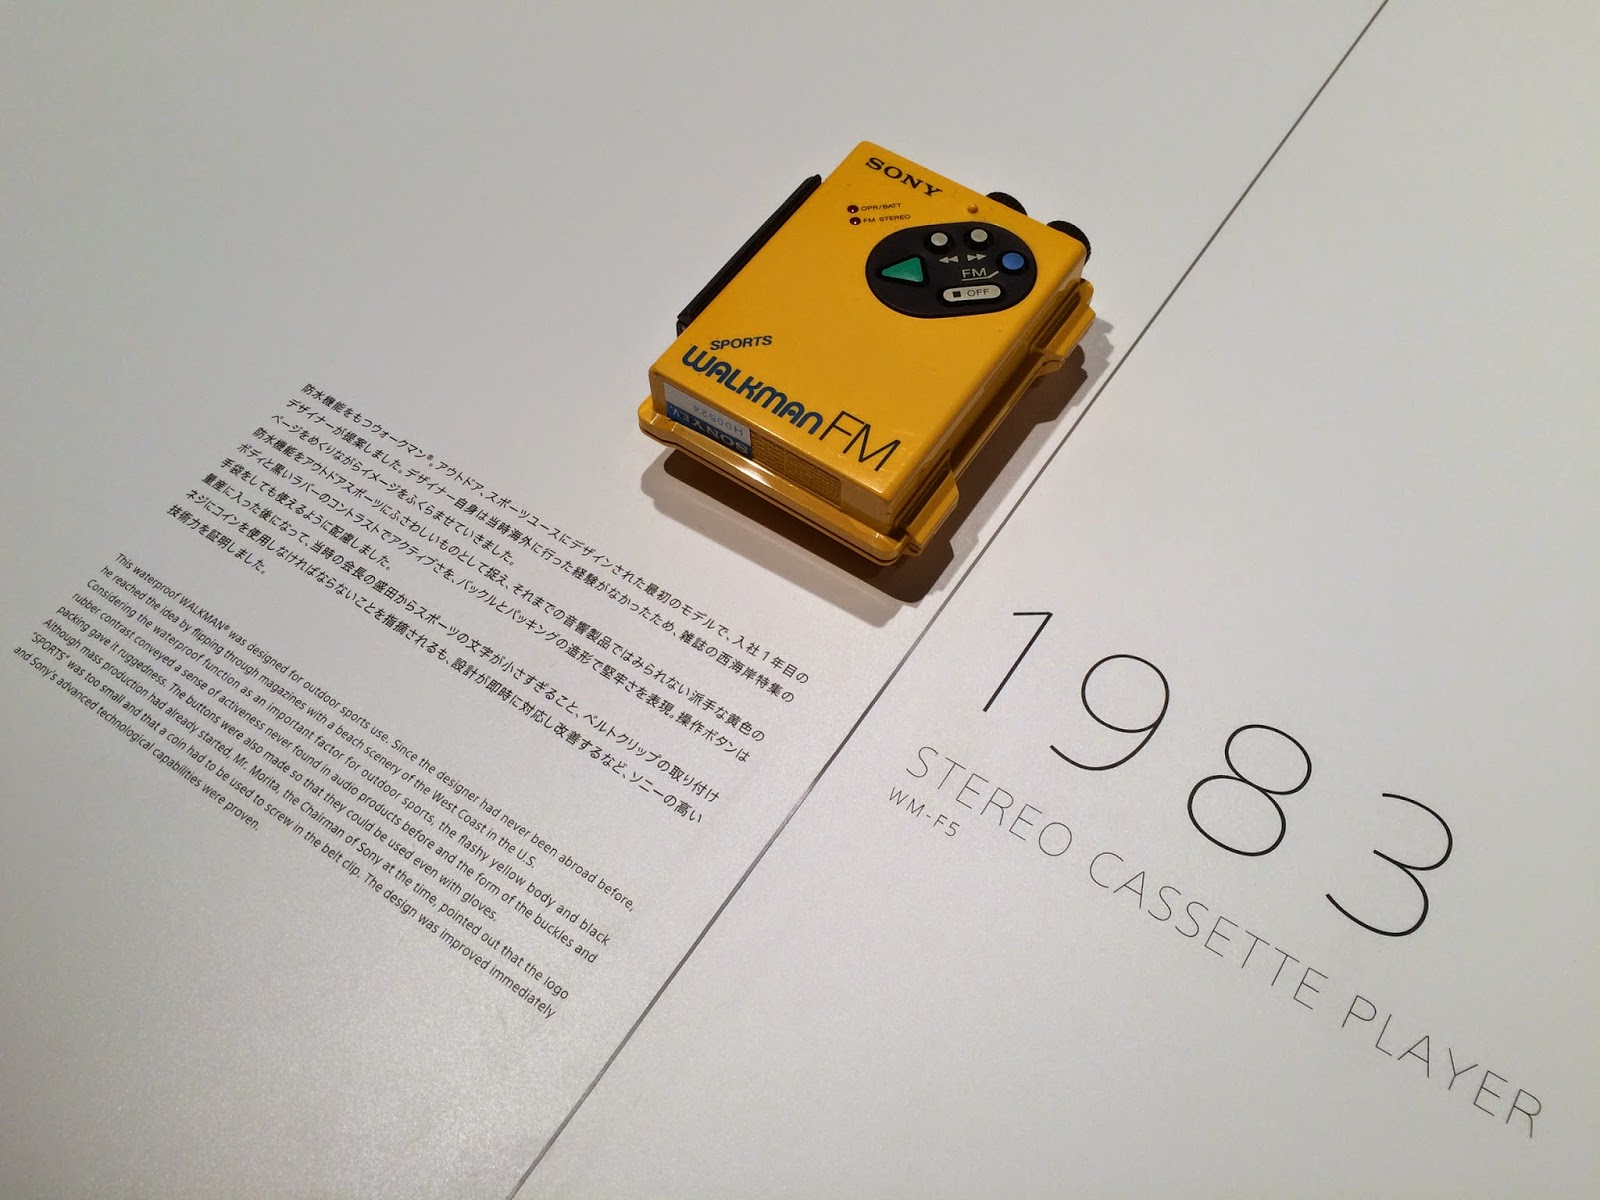 SONY
OPR/BATT
FM STEREO
FM
OFF
SPORTS
WALKMAN FM
H000524
SONY EV
防水機能をもつウォークマン®。アウトドア、スポーツユースにデザインされた最初のモデルで、入社1年目の
デザイナーが提案しました。デザイナー自身は当時海外に行った経験がなかったため、雑誌の西海岸特集の
ページをめくりながらイメージをふくらませていきました。
防水機能をアウトドアスポーツにふさわしいものとして捉え、それまでの音響製品ではみられない派手な黄色の
ボディと黒いラバーのコントラストでアクティブさを、バックルとパッキングの造形で堅牢さを表現。操作ボタンは
手袋をしても使えるように配慮しました。
量産に入った後になって、当時の会長の盛田からスポーツの文字が小さすぎること、ベルトクリップの取り付け
ネジにコインを使用しなければならないことを指摘されるも、設計が即時に対応し改善するなど、ソニーの高い
技術力を証明しました。
This waterproof WALKMAN® was designed for outdoor sports use. Since the designer had never been abroad before,
he reached the idea by flipping through magazines with a beach scenery of the West Coast in the U.S.
Considering the waterproof function as an important factor for outdoor sports, the flashy yellow body and black
rubber contrast conveyed a sense of activeness never found in audio products before and the form of the buckles and
packing gave it ruggedness. The buttons were also made so that they could be used even with gloves.
Although mass production had already started, Mr. Morita, the Chairman of Sony at the time, pointed out that the logo
"SPORTS" was too small and that a coin had to be used to screw in the belt clip. The design was improved immediately
and Sony's advanced technological capabilities were proven.
1983
STEREO CASSETTE PLAYER
WM-F5